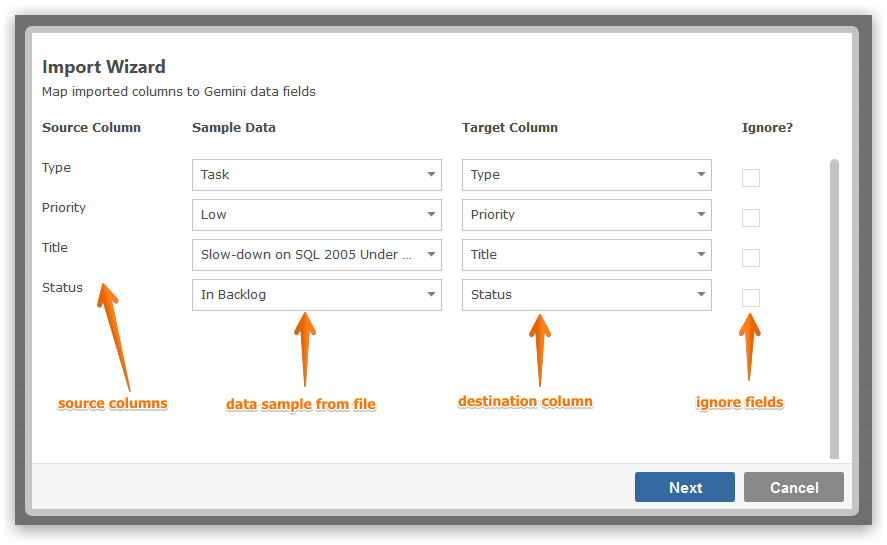 Import Wizard
Map imported columns to Gemini data fields
Source Column Sample Data Target Column Ignore?
Type Task Type
Priority Low Priority
Title Slow-down on SQL 2005 Under ... Title
Status In Backlog Status
source columns data sample from file destination column ignore fields
Next Cancel